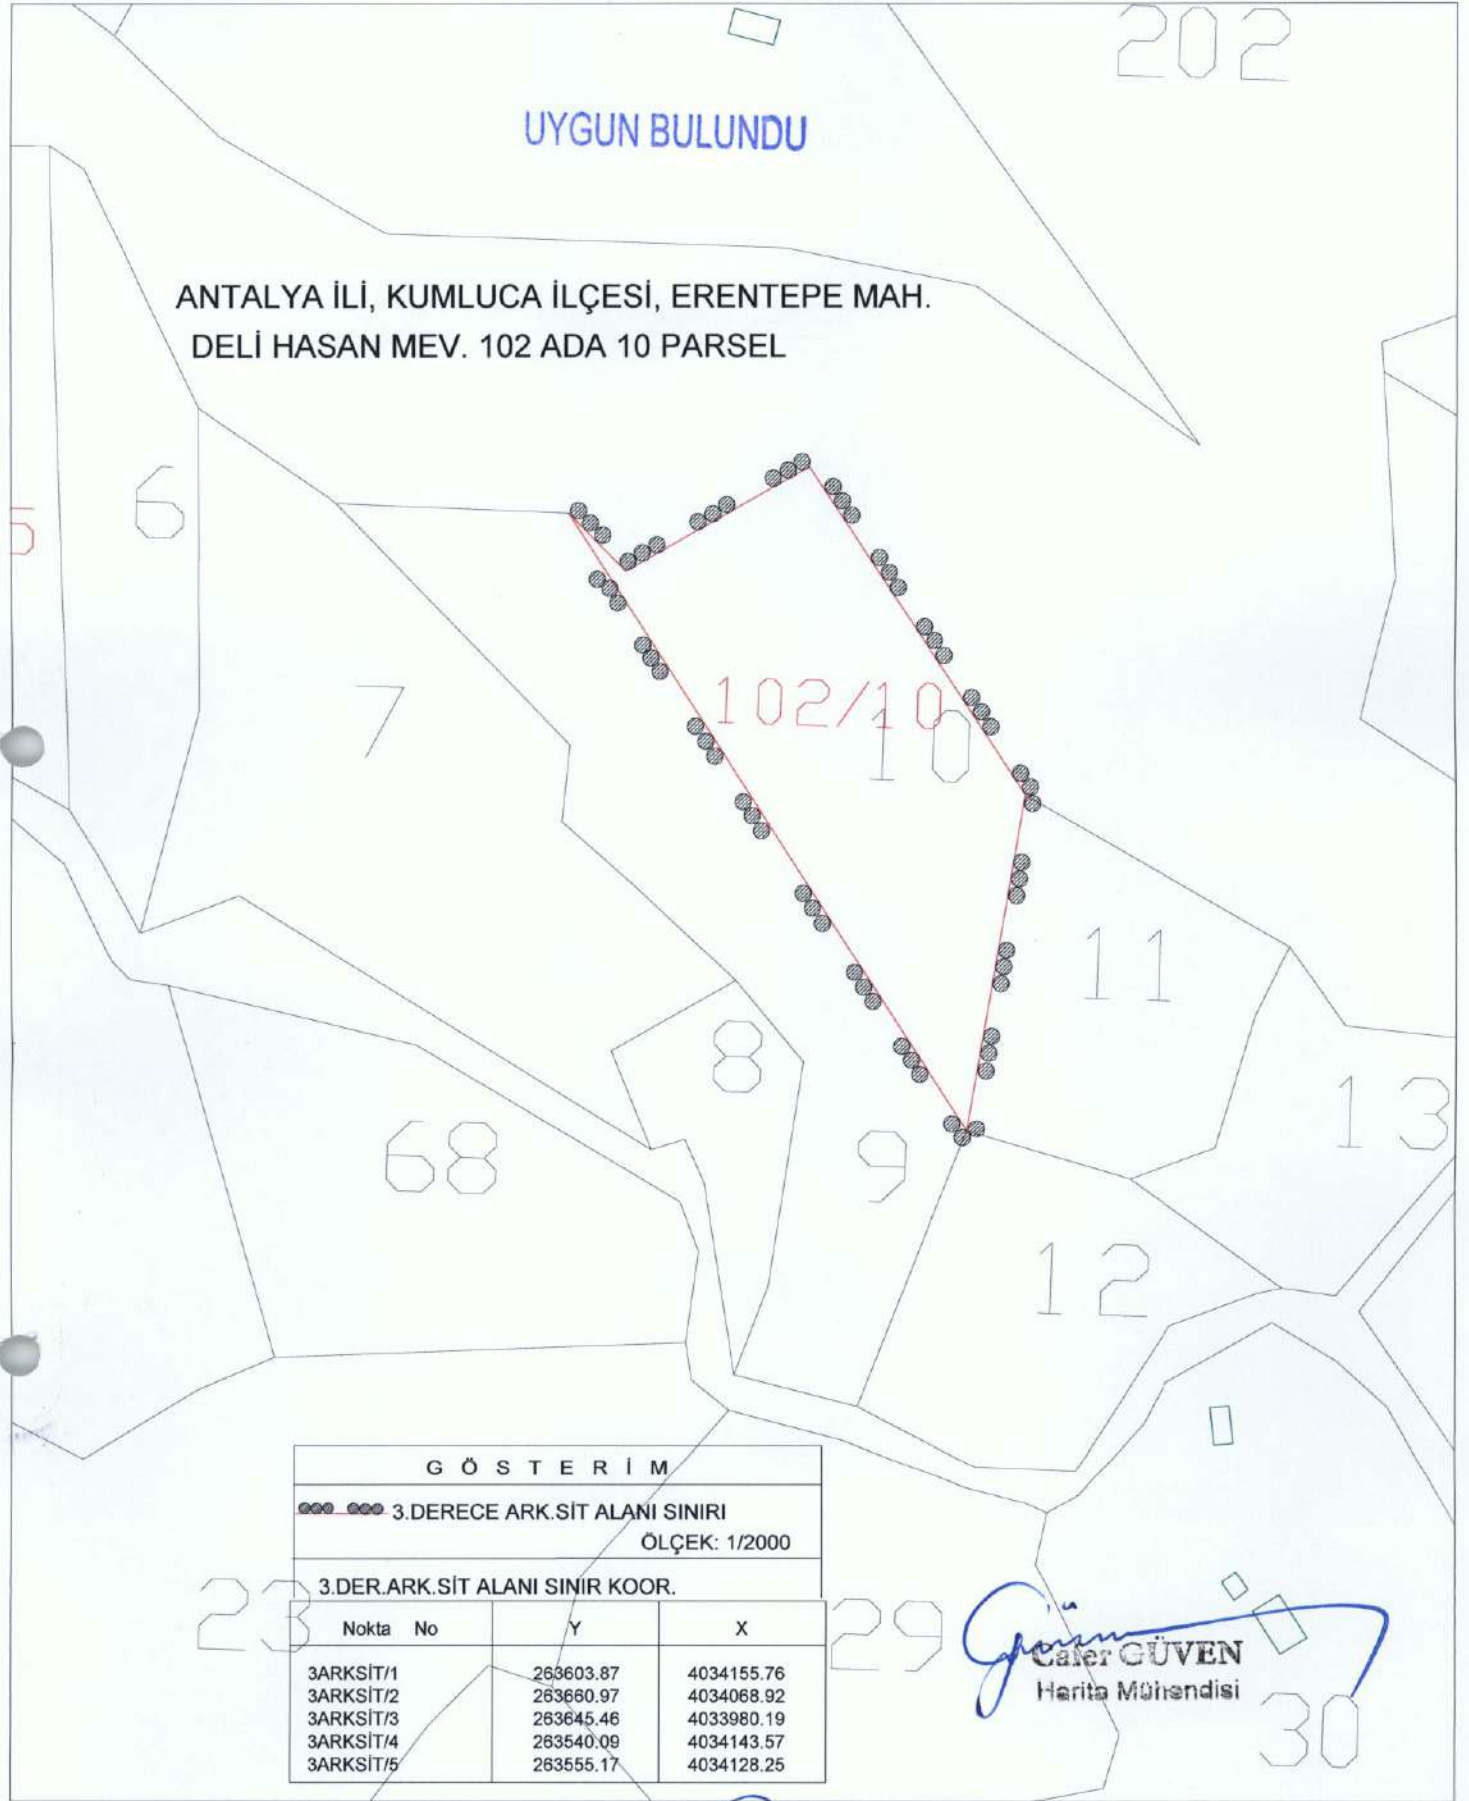 202
UYGUN BULUNDU
ANTALYA İLİ, KUMLUCA İLÇESİ, ERENTEPE MAH.
DELİ HASAN MEV. 102 ADA 10 PARSEL
6
5
7
102/10
10
11
8
13
68
9
12
G Ö S T E R İ M
3.DERECE ARK.SİT ALANI SINIRI
ÖLÇEK: 1/2000
3.DER.ARK.SİT ALANI SINIR KOOR.
23
29
Nokta No Y X
3ARKSİT/1 263603.87 4034155.76
3ARKSİT/2 263660.97 4034068.92
3ARKSİT/3 263645.46 4033980.19
3ARKSİT/4 263540.09 4034143.57
3ARKSİT/5 263555.17 4034128.25
Cafer GÜVEN
Harita Mühendisi
30